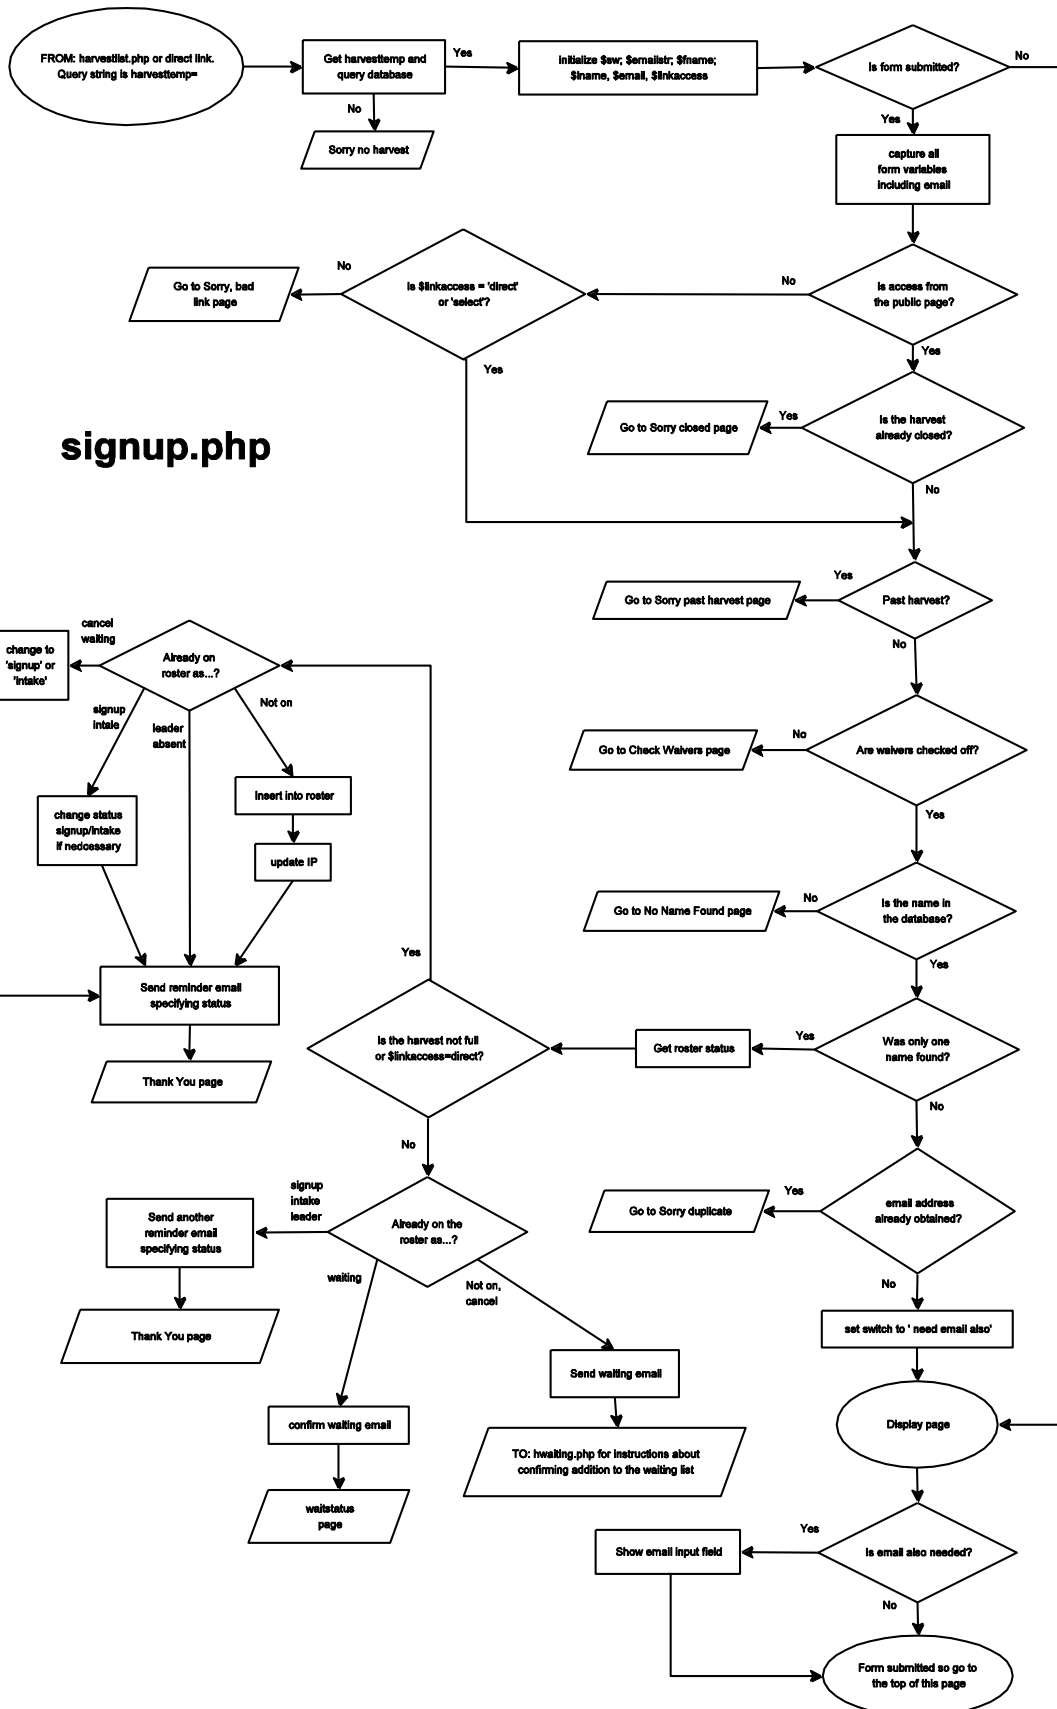 FROM: harvestlist.php or direct link.
Query string is harvesttemp=
Get harvesttemp and
query database
Yes
initialize $sw; $emailstr; $fname;
$lname, $email, $linkaccess
Is form submitted?
No
No
Sorry no harvest
Yes
capture all
form variables
including email
Is access from
the public page?
No
Is $linkaccess = 'direct'
or 'select'?
No
Go to Sorry, bad
link page
Yes
Yes
signup.php
Is the harvest
already closed?
Yes
Go to Sorry closed page
No
Past harvest?
Yes
Go to Sorry past harvest page
No
Are waivers checked off?
No
Go to Check Waivers page
Yes
Is the name in
the database?
No
Go to No Name Found page
Yes
Was only one
name found?
Yes
Get roster status
Is the harvest not full
or $linkaccess=direct?
Yes
Already on
roster as...?
cancel
waiting
change to
'signup' or
'intake'
signup
intale
leader
absent
Not on
Insert into roster
update IP
change status
signup/intake
if nedcessary
Send reminder email
specifying status
Thank You page
No
Already on the
roster as...?
signup
intake
leader
Send another
reminder email
specifying status
Thank You page
waiting
confirm waiting email
waitstatus
page
Not on,
cancel
Send waiting email
TO: hwaiting.php for instructions about
confirming addition to the waiting list
No
email address
already obtained?
Yes
Go to Sorry duplicate
No
set switch to ' need email also'
Display page
Is email also needed?
Yes
Show email input field
No
Form submitted so go to
the top of this page